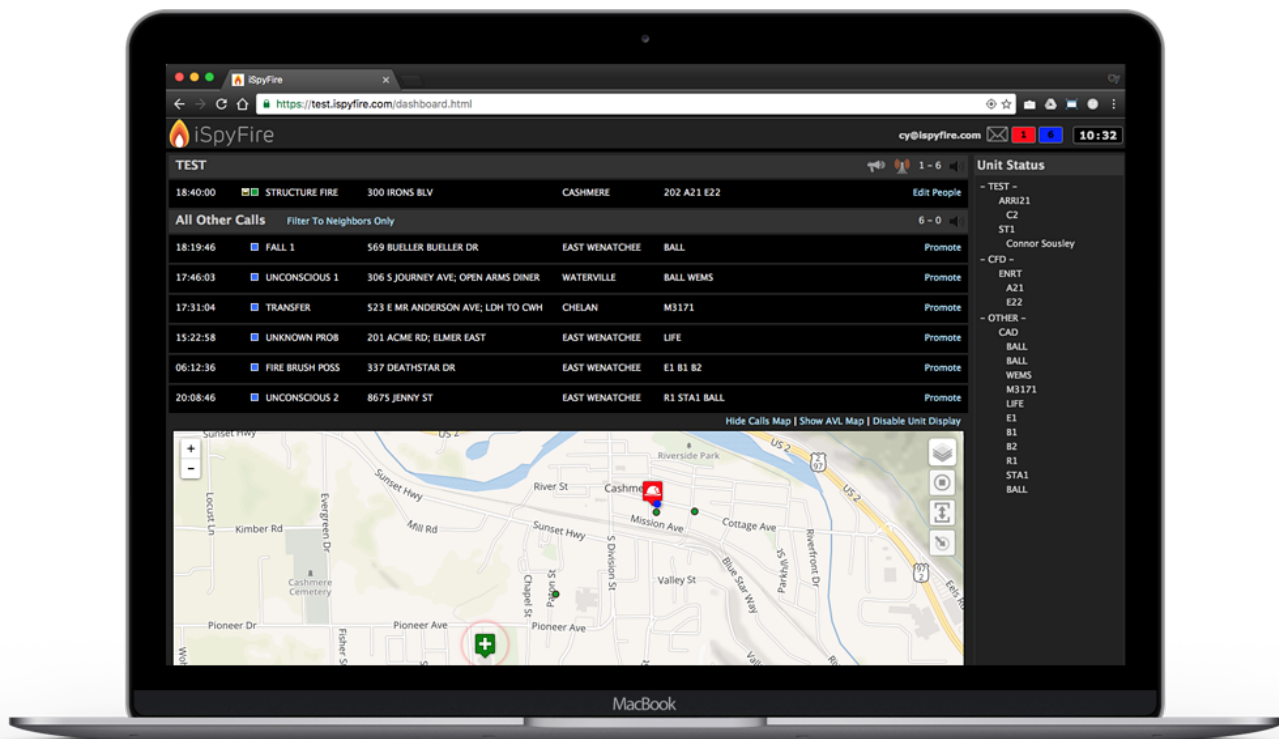 iSpyFire
Cy
https://test.ispyfire.com/dashboard.html
iSpyFire
cy@ispyfire.com 1 6 10:32
TEST 1 - 6
18:40:00 STRUCTURE FIRE 300 IRONS BLV CASHMERE 202 A21 E22 Edit People
All Other Calls Filter To Neighbors Only 6 - 0
18:19:46 FALL 1 569 BUELLER BUELLER DR EAST WENATCHEE BALL Promote
17:46:03 UNCONSCIOUS 1 306 S JOURNEY AVE; OPEN ARMS DINER WATERVILLE BALL WEMS Promote
17:31:04 TRANSFER 523 E MR ANDERSON AVE; LDH TO CWH CHELAN M3171 Promote
15:22:58 UNKNOWN PROB 201 ACME RD; ELMER EAST EAST WENATCHEE LIFE Promote
06:12:36 FIRE BRUSH POSS 337 DEATHSTAR DR EAST WENATCHEE E1 B1 B2 Promote
20:08:46 UNCONSCIOUS 2 8675 JENNY ST EAST WENATCHEE R1 STA1 BALL Promote
Hide Calls Map | Show AVL Map | Disable Unit Display
Unit Status
- TEST -
ARRI21
C2
ST1
Connor Sousley
- CFD -
ENRT
A21
E22
- OTHER -
CAD
BALL
BALL
WEMS
M3171
LIFE
E1
B1
B2
R1
STA1
BALL
+
-
Sunset Hwy
US 2
Riverside Park
US 2
2
97
Sunset Hwy
River St
Cashme
US 2
Locust Ln
Evergreen Dr
Kimber Rd
Mill Rd
Sunset Hwy
Mission Ave
Cottage Ave
S Division St
Riverfront Dr
Parkhill St
Blue Star Way
Cashmere
Cemetery
Chapel St
Valley St
97
2
Eels Rd
Pioneer Dr
Pioneer Ave
Pioneer Ave
Fisher St
MacBook